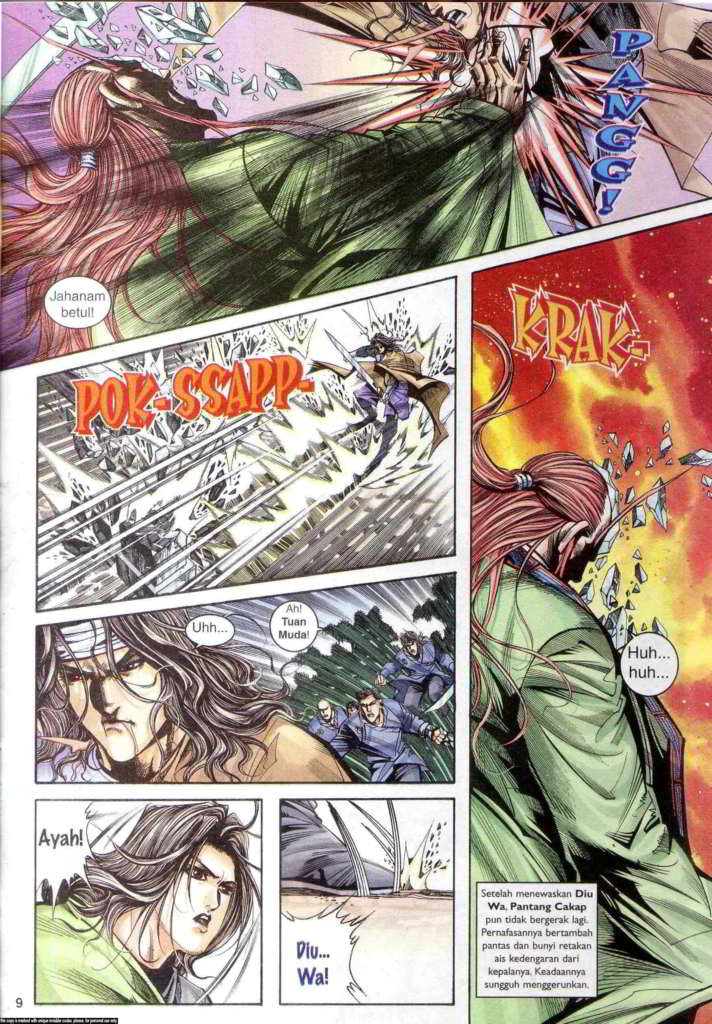 PANGG!
Jahanam
betul!
POK-SSAPP-
KRAK-
Uhh...
Ah!
Tuan
Muda!
Huh...
huh...
Ayah!
Diu...
Wa!
Setelah menewaskan Diu
Wa, Pantang Cakap
pun tidak bergerak lagi.
Pernafasannya bertambah
pantas dan bunyi retakan
ais kedengaran dari
kepalanya. Keadaannya
sungguh menggerunkan.
9